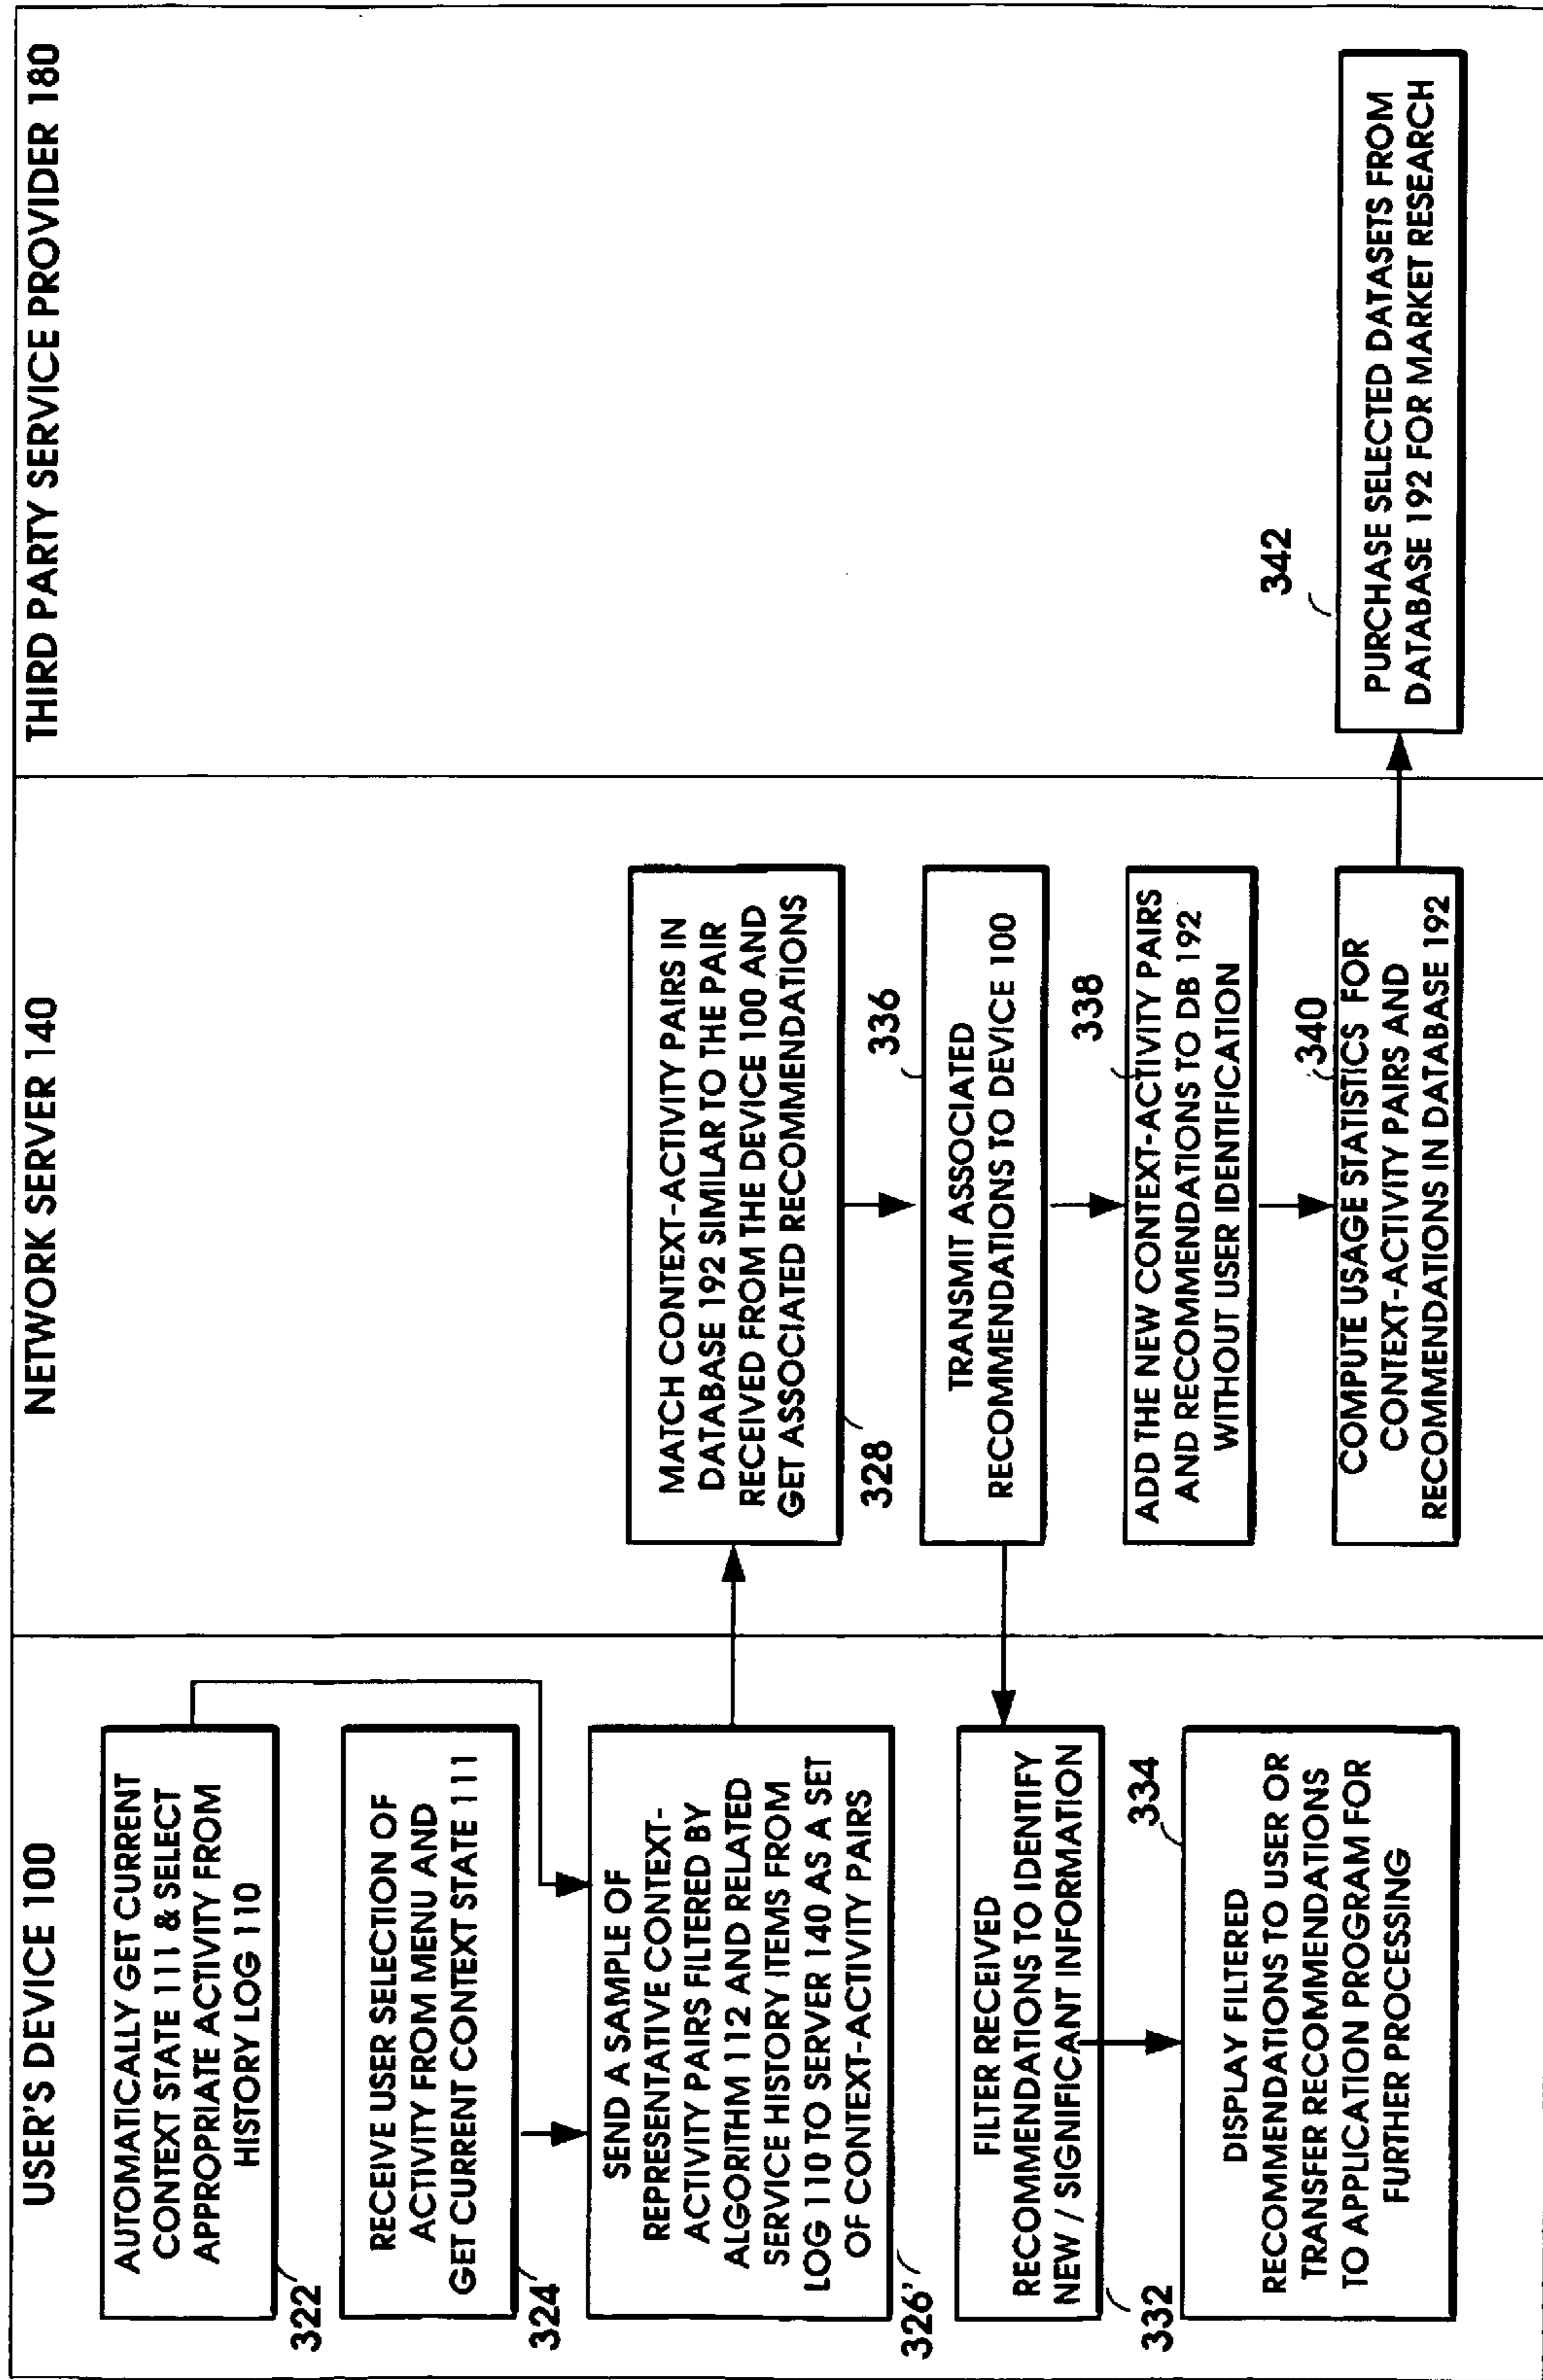 USER'S DEVICE 100
AUTOMATICALLY GET CURRENT
CONTEXT STATE 111 & SELECT
APPROPRIATE ACTIVITY FROM
HISTORY LOG 110
322
RECEIVE USER SELECTION OF
ACTIVITY FROM MENU AND
GET CURRENT CONTEXT STATE 111
324
SEND A SAMPLE OF
REPRESENTATIVE CONTEXT-
ACTIVITY PAIRS FILTERED BY
ALGORITHM 112 AND RELATED
SERVICE HISTORY ITEMS FROM
LOG 110 TO SERVER 140 AS A SET
OF CONTEXT-ACTIVITY PAIRS
326'
FILTER RECEIVED
RECOMMENDATIONS TO IDENTIFY
NEW / SIGNIFICANT INFORMATION
332
334
DISPLAY FILTERED
RECOMMENDATIONS TO USER OR
TRANSFER RECOMMENDATIONS
TO APPLICATION PROGRAM FOR
FURTHER PROCESSING
NETWORK SERVER 140
MATCH CONTEXT-ACTIVITY PAIRS IN
DATABASE 192 SIMILAR TO THE PAIR
RECEIVED FROM THE DEVICE 100 AND
GET ASSOCIATED RECOMMENDATIONS
328
336
TRANSMIT ASSOCIATED
RECOMMENDATIONS TO DEVICE 100
338
ADD THE NEW CONTEXT-ACTIVITY PAIRS
AND RECOMMENDATIONS TO DB 192
WITHOUT USER IDENTIFICATION
340
COMPUTE USAGE STATISTICS FOR
CONTEXT-ACTIVITY PAIRS AND
RECOMMENDATIONS IN DATABASE 192
THIRD PARTY SERVICE PROVIDER 180
342
PURCHASE SELECTED DATASETS FROM
DATABASE 192 FOR MARKET RESEARCH